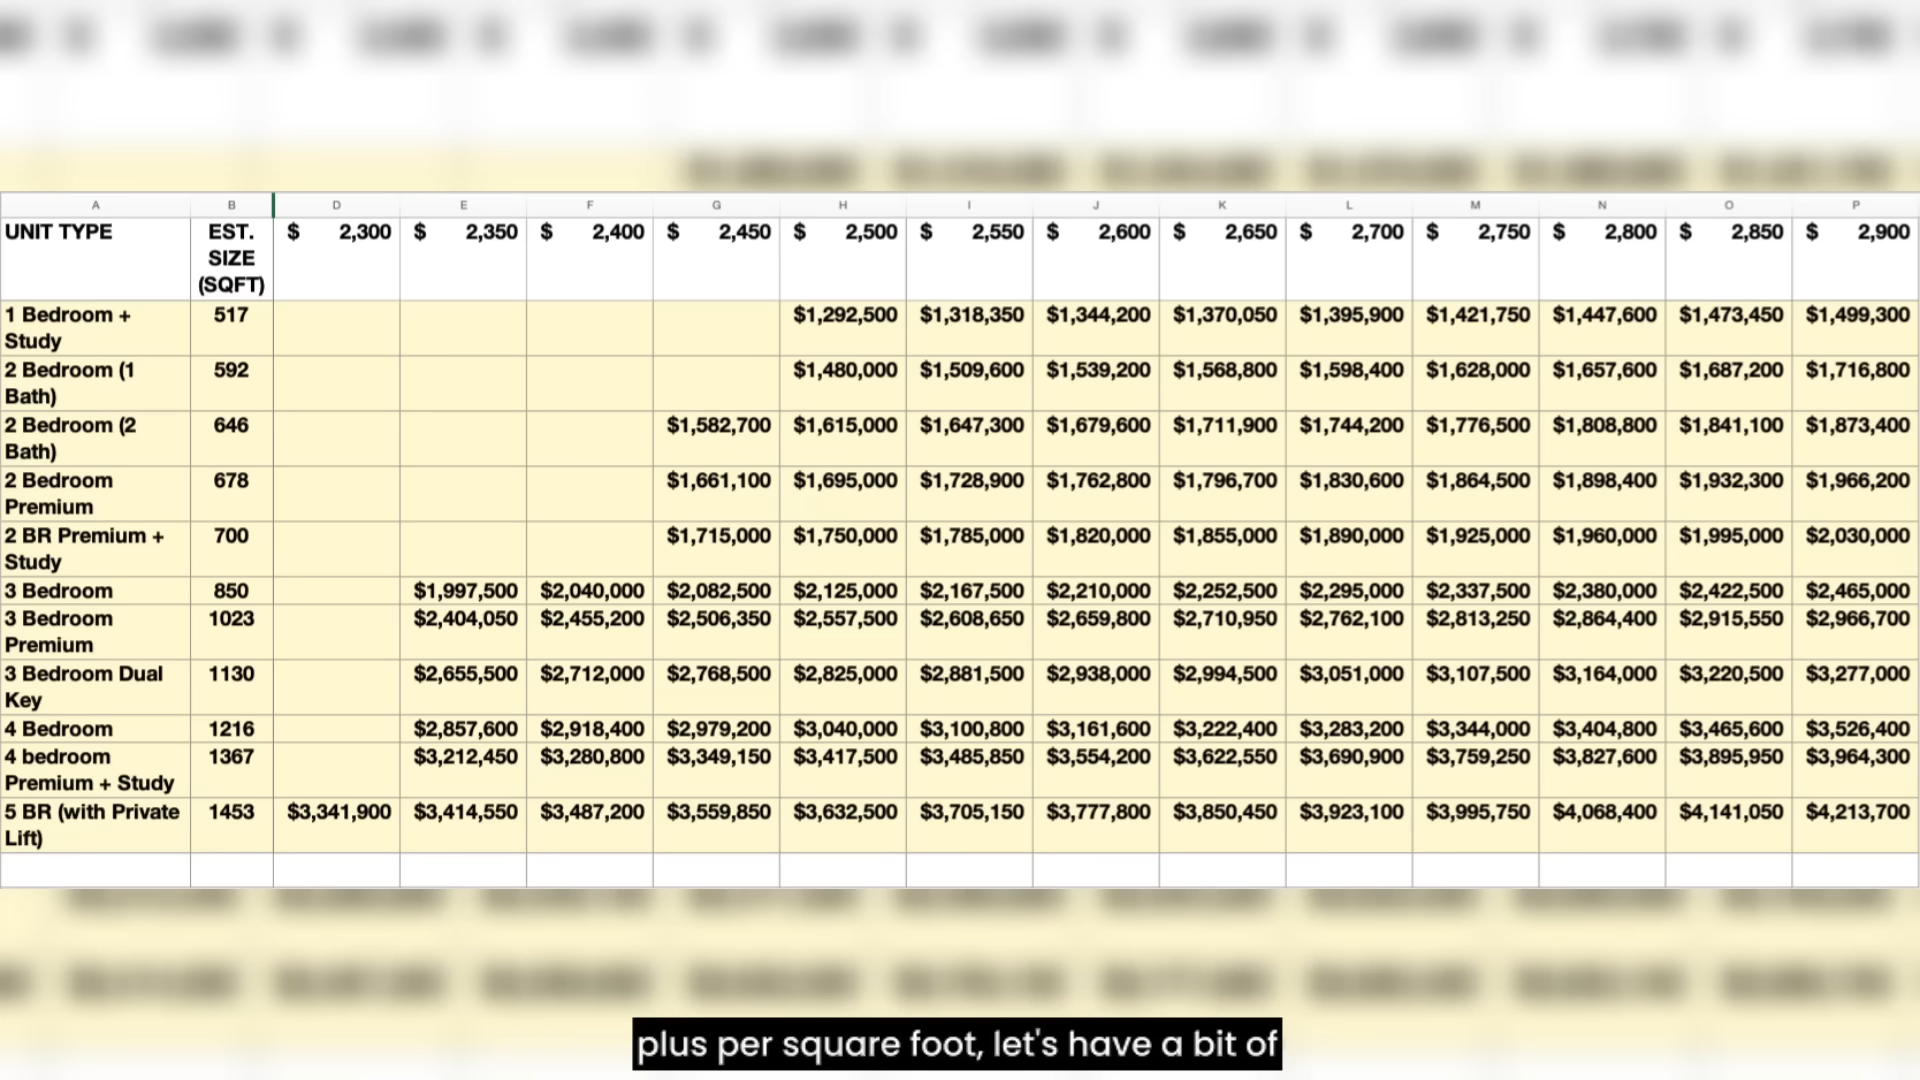 A B D E F G H I J K L M N O P
UNIT TYPE EST. $ 2,300 $ 2,350 $ 2,400 $ 2,450 $ 2,500 $ 2,550 $ 2,600 $ 2,650 $ 2,700 $ 2,750 $ 2,800 $ 2,850 $ 2,900
SIZE
(SQFT)
1 Bedroom + 517 $1,292,500 $1,318,350 $1,344,200 $1,370,050 $1,395,900 $1,421,750 $1,447,600 $1,473,450 $1,499,300
Study
2 Bedroom (1 592 $1,480,000 $1,509,600 $1,539,200 $1,568,800 $1,598,400 $1,628,000 $1,657,600 $1,687,200 $1,716,800
Bath)
2 Bedroom (2 646 $1,582,700 $1,615,000 $1,647,300 $1,679,600 $1,711,900 $1,744,200 $1,776,500 $1,808,800 $1,841,100 $1,873,400
Bath)
2 Bedroom 678 $1,661,100 $1,695,000 $1,728,900 $1,762,800 $1,796,700 $1,830,600 $1,864,500 $1,898,400 $1,932,300 $1,966,200
Premium
2 BR Premium + 700 $1,715,000 $1,750,000 $1,785,000 $1,820,000 $1,855,000 $1,890,000 $1,925,000 $1,960,000 $1,995,000 $2,030,000
Study
3 Bedroom 850 $1,997,500 $2,040,000 $2,082,500 $2,125,000 $2,167,500 $2,210,000 $2,252,500 $2,295,000 $2,337,500 $2,380,000 $2,422,500 $2,465,000
3 Bedroom 1023 $2,404,050 $2,455,200 $2,506,350 $2,557,500 $2,608,650 $2,659,800 $2,710,950 $2,762,100 $2,813,250 $2,864,400 $2,915,550 $2,966,700
Premium
3 Bedroom Dual 1130 $2,655,500 $2,712,000 $2,768,500 $2,825,000 $2,881,500 $2,938,000 $2,994,500 $3,051,000 $3,107,500 $3,164,000 $3,220,500 $3,277,000
Key
4 Bedroom 1216 $2,857,600 $2,918,400 $2,979,200 $3,040,000 $3,100,800 $3,161,600 $3,222,400 $3,283,200 $3,344,000 $3,404,800 $3,465,600 $3,526,400
4 bedroom 1367 $3,212,450 $3,280,800 $3,349,150 $3,417,500 $3,485,850 $3,554,200 $3,622,550 $3,690,900 $3,759,250 $3,827,600 $3,895,950 $3,964,300
Premium + Study
5 BR (with Private 1453 $3,341,900 $3,414,550 $3,487,200 $3,559,850 $3,632,500 $3,705,150 $3,777,800 $3,850,450 $3,923,100 $3,995,750 $4,068,400 $4,141,050 $4,213,700
Lift)
plus per square foot, let's have a bit of